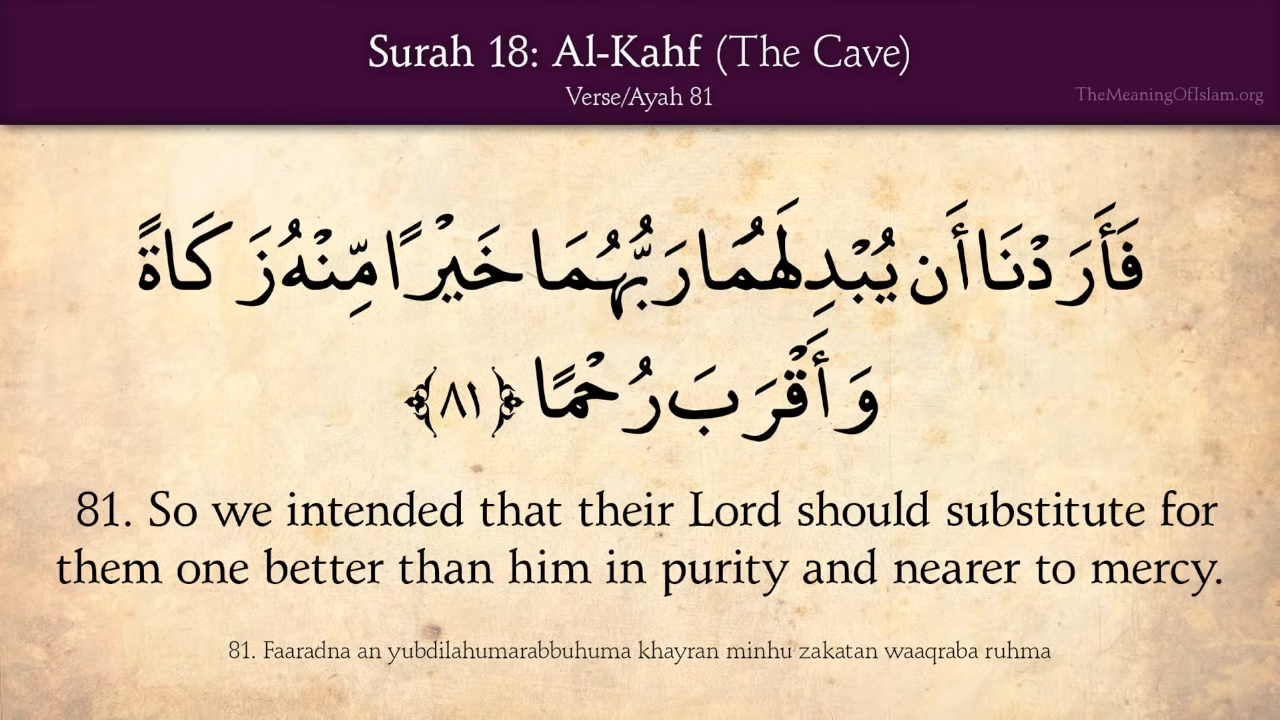 Surah 18: Al-Kahf (The Cave)
Verse/Ayah 81
TheMeaningOfIslam.org
فَأَرَدْنَا أَن يُبْدِلَهُمَا رَبُّهُمَا خَيْرًا مِّنْهُ زَكَاةً
وَأَقْرَبَ رُحْمًا ﴿٨١﴾
81. So we intended that their Lord should substitute for
them one better than him in purity and nearer to mercy.
81. Faaradna an yubdilahumarabbuhuma khayran minhu zakatan waaqraba ruhma